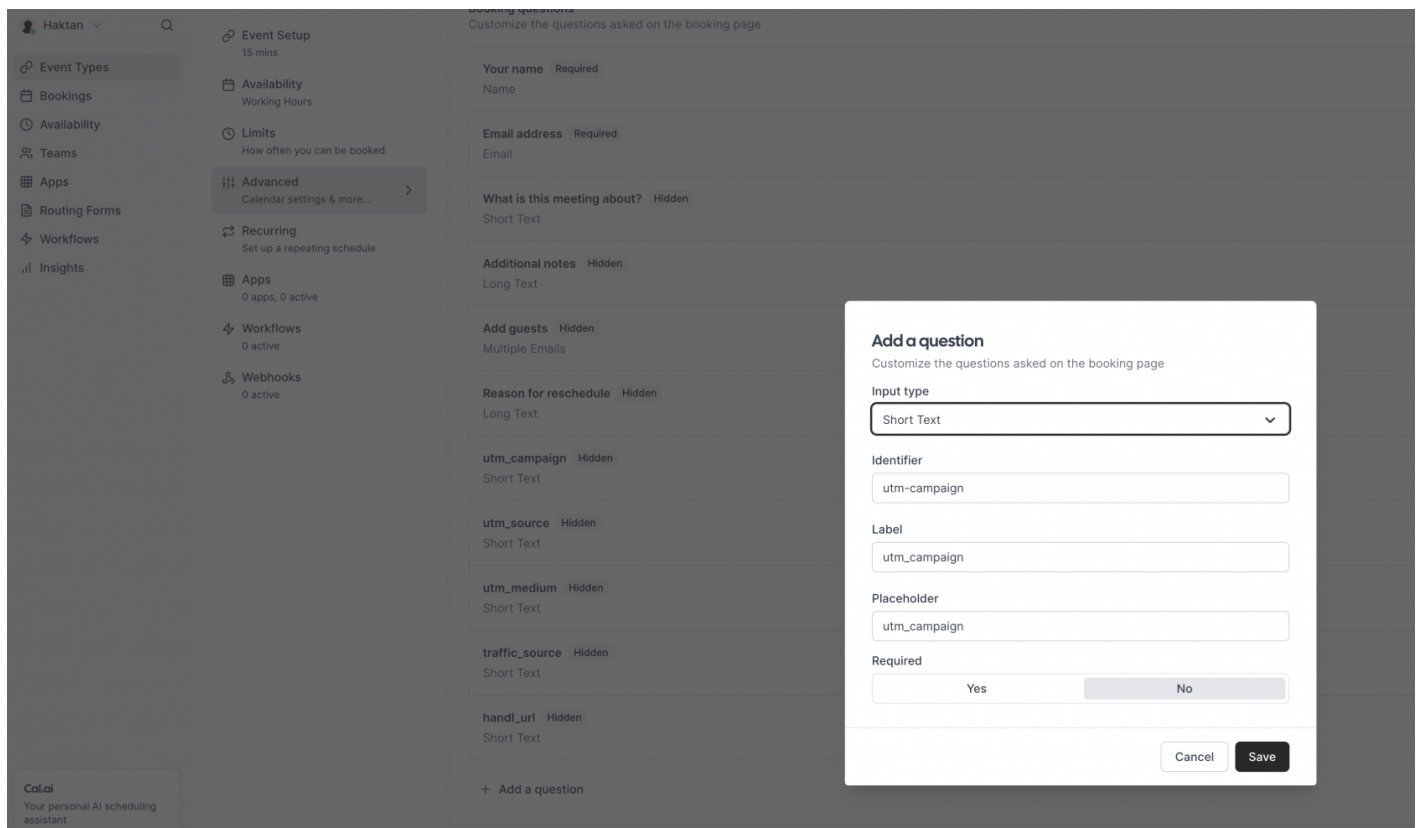 Haktan
Event Types
Bookings
Availability
Teams
Apps
Routing Forms
Workflows
Insights
Cal.ai
Your personal AI scheduling
assistant
Event Setup
15 mins
Availability
Working Hours
Limits
How often you can be booked
Advanced
Calendar settings & more...
Recurring
Set up a repeating schedule
Apps
0 apps, 0 active
Workflows
0 active
Webhooks
0 active
Booking questions
Customize the questions asked on the booking page
Your name Required
Name
Email address Required
Email
What is this meeting about? Hidden
Short Text
Additional notes Hidden
Long Text
Add guests Hidden
Multiple Emails
Reason for reschedule Hidden
Long Text
utm_campaign Hidden
Short Text
utm_source Hidden
Short Text
utm_medium Hidden
Short Text
traffic_source Hidden
Short Text
handl_url Hidden
Short Text
+ Add a question
Add a question
Customize the questions asked on the booking page
Input type
Short Text
Identifier
utm-campaign
Label
utm_campaign
Placeholder
utm_campaign
Required
Yes No
Cancel Save